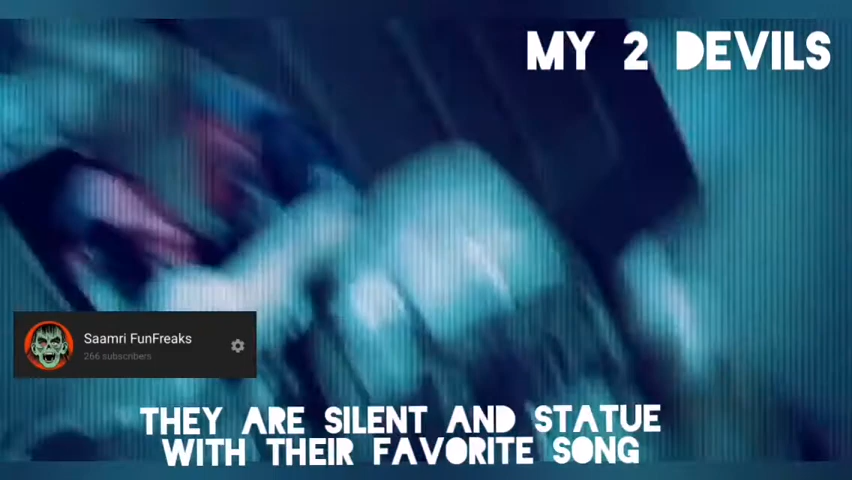 MY 2 DEVILS
Saamri FunFreaks
266 subscribers
THEY ARE SILENT AND STATUE
WITH THEIR FAVORITE SONG